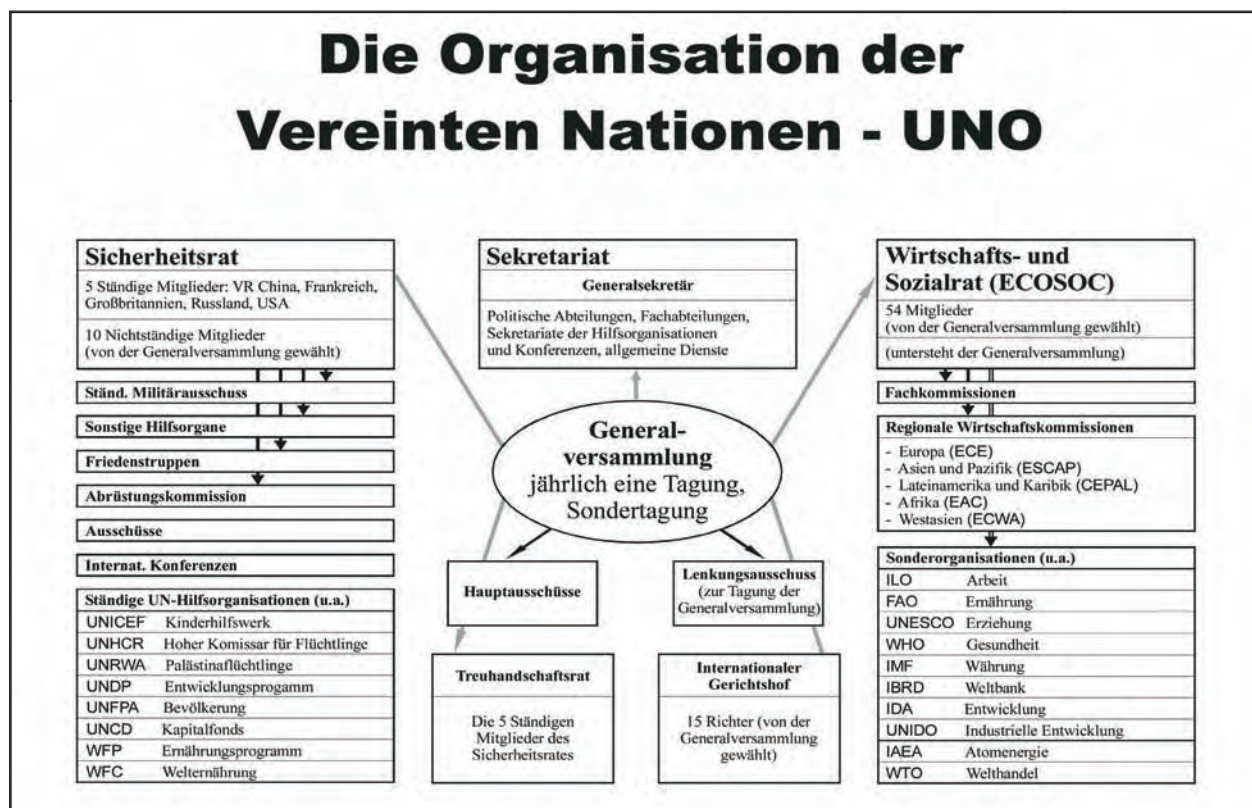 Die Organisation der
Vereinten Nationen - UNO
Sicherheitsrat
5 Ständige Mitglieder: VR China, Frankreich,
Großbritannien, Russland, USA
10 Nichtständige Mitglieder
(von der Generalversammlung gewählt)
Ständ. Militärausschuss
Sonstige Hilfsorgane
Friedenstruppen
Abrüstungskommission
Ausschüsse
Internat. Konferenzen
Ständige UN-Hilfsorganisationen (u.a.)
UNICEF Kinderhilfswerk
UNHCR Hoher Komissar für Flüchtlinge
UNRWA Palästinaflüchtlinge
UNDP Entwicklungsprogamm
UNFPA Bevölkerung
UNCD Kapitalfonds
WFP Ernährungsprogramm
WFC Welternährung
Sekretariat
Generalsekretär
Politische Abteilungen, Fachabteilungen,
Sekretariate der Hilfsorganisationen
und Konferenzen, allgemeine Dienste
General-
versammlung
jährlich eine Tagung,
Sondertagung
Hauptausschüsse
Lenkungsausschuss
(zur Tagung der
Generalversammlung)
Treuhandschaftsrat
Die 5 Ständigen
Mitglieder des
Sicherheitsrates
Internationaler
Gerichtshof
15 Richter (von der
Generalversammlung
gewählt)
Wirtschafts- und
Sozialrat (ECOSOC)
54 Mitglieder
(von der Generalversammlung gewählt)
(untersteht der Generalversammlung)
Fachkommissionen
Regionale Wirtschaftskommissionen
- Europa (ECE)
- Asien und Pazifik (ESCAP)
- Lateinamerika und Karibik (CEPAL)
- Afrika (EAC)
- Westasien (ECWA)
Sonderorganisationen (u.a.)
ILO Arbeit
FAO Ernährung
UNESCO Erziehung
WHO Gesundheit
IMF Währung
IBRD Weltbank
IDA Entwicklung
UNIDO Industrielle Entwicklung
IAEA Atomenergie
WTO Welthandel